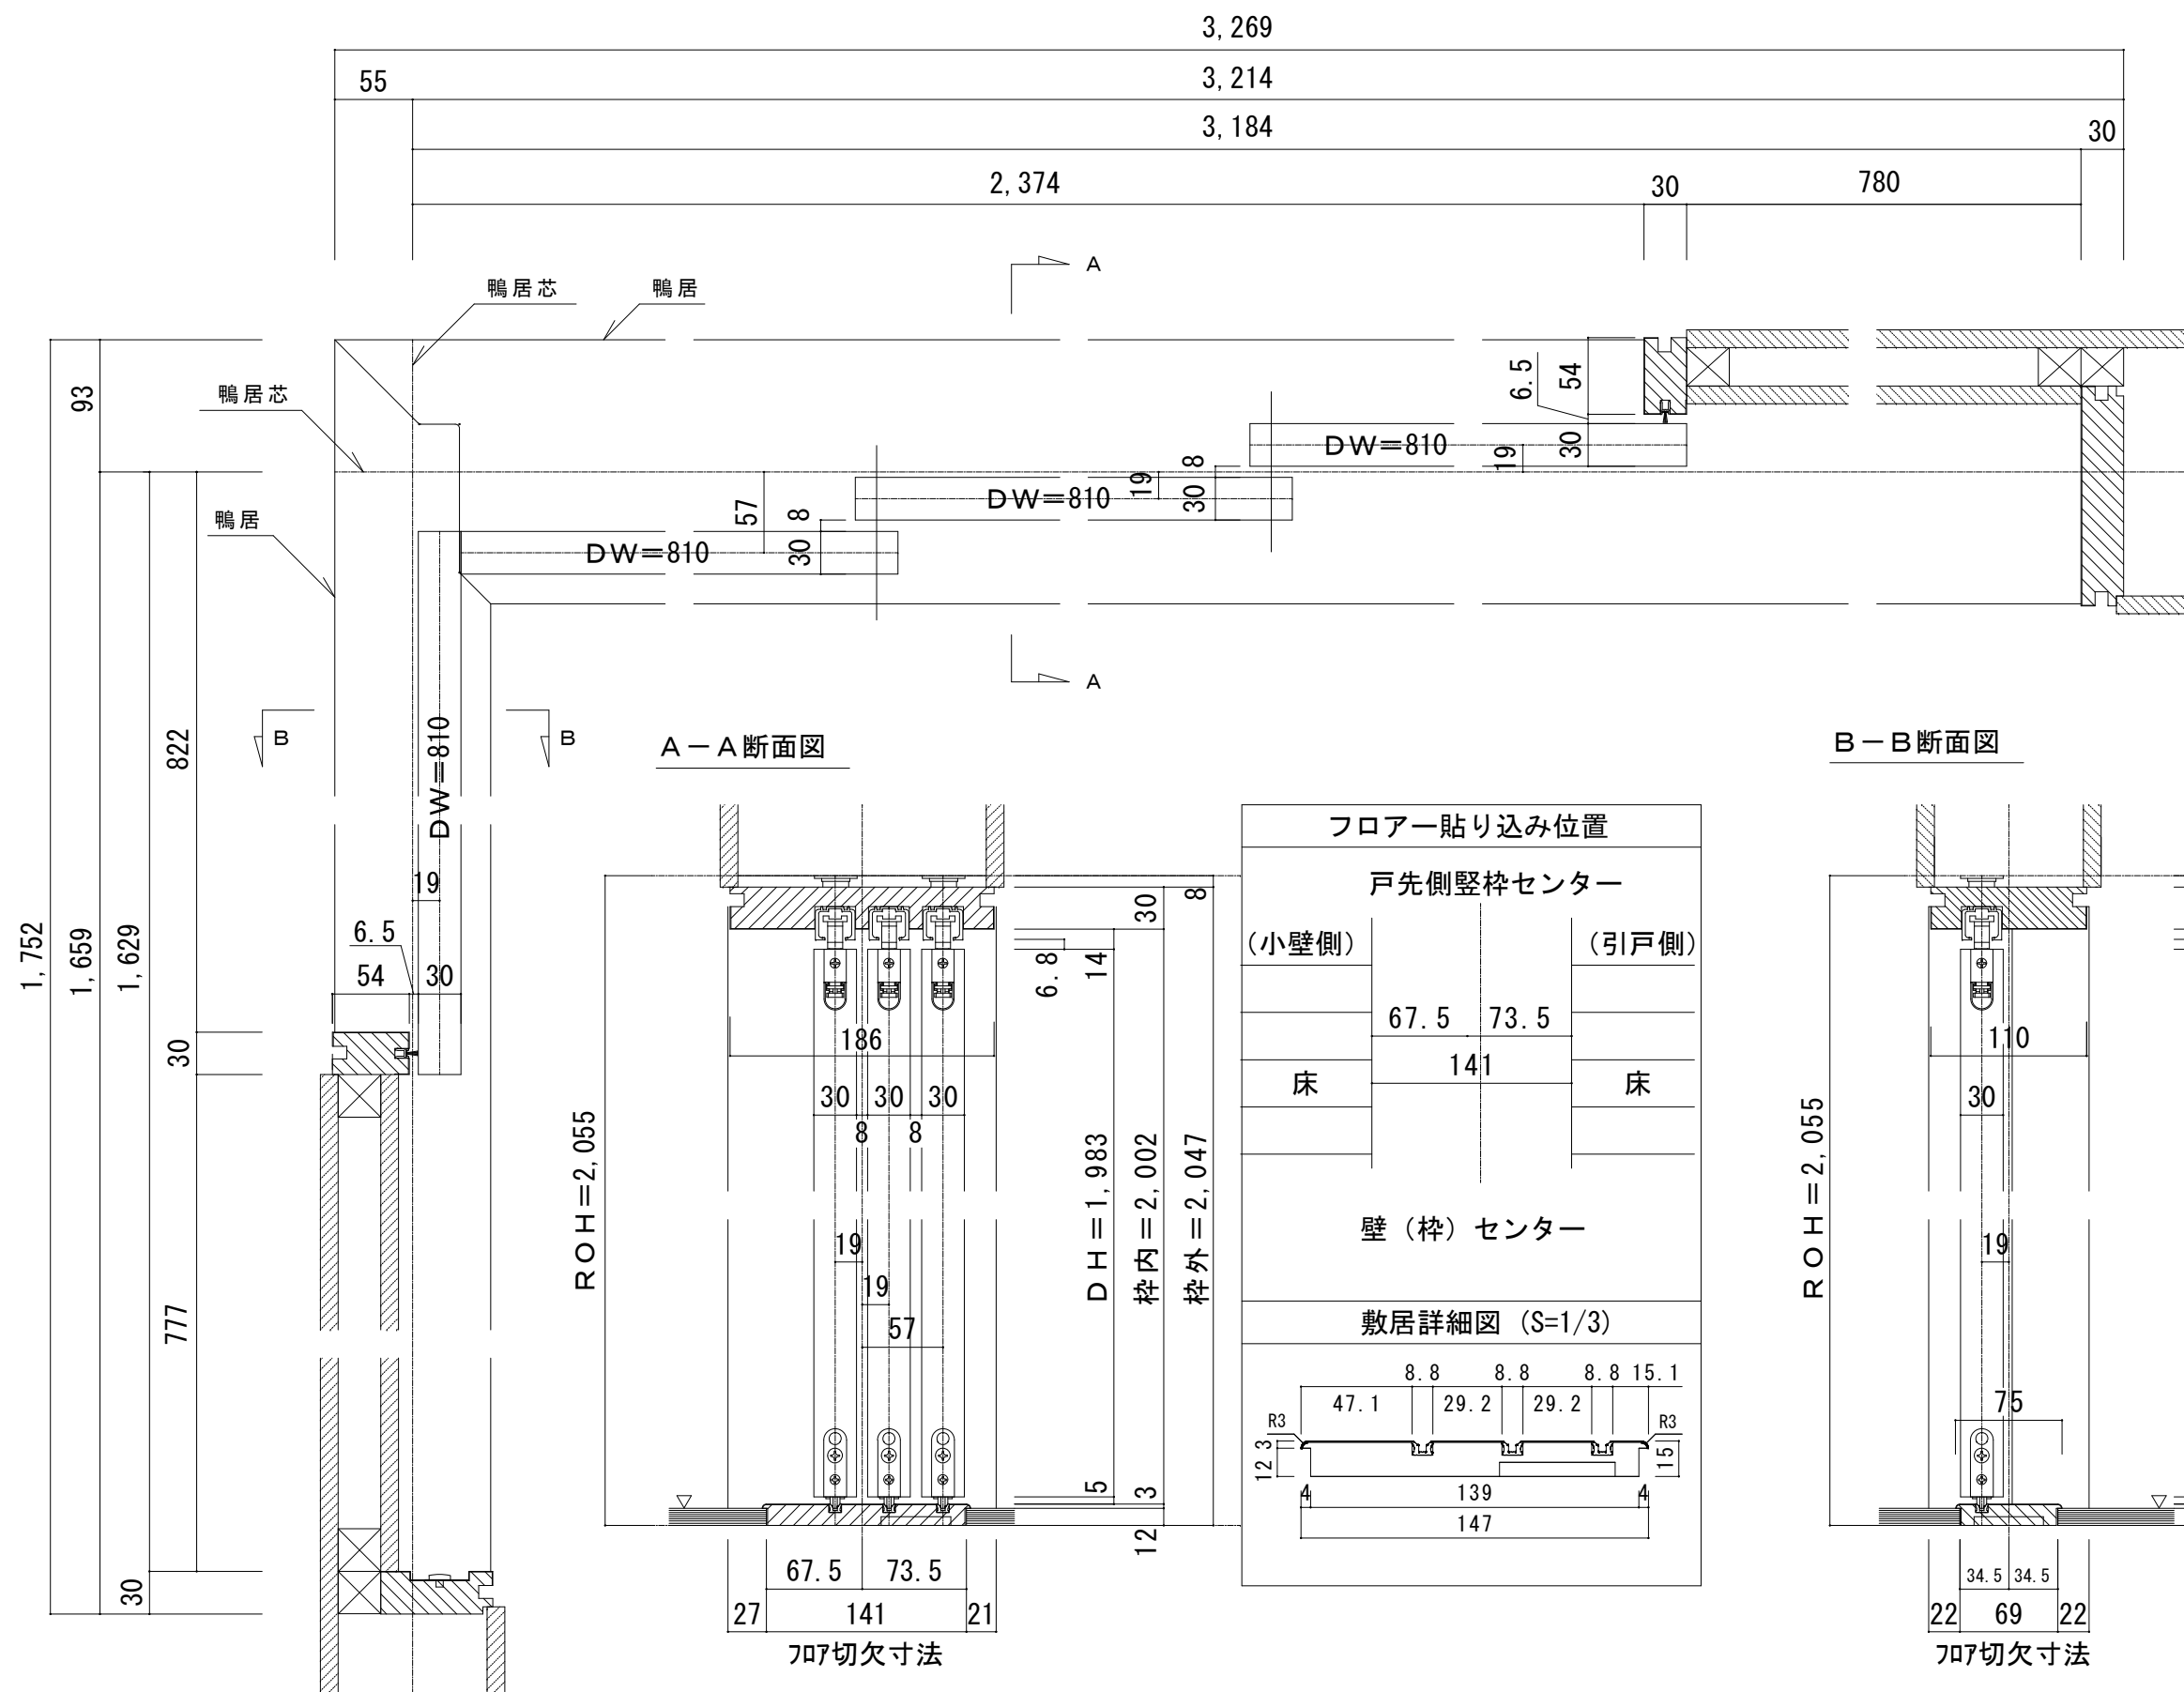 3,269
55
3,214
3,184
30
2,374
30
780
A
鴨居芯
鴨居
93
鴨居芯
6.5
54
DW=810
30
19
8
DW=810
19
30
鴨居
57
8
DW=810
30
A
B
B
822
DW=810
A-A断面図
B-B断面図
フロアー貼り込み位置
戸先側竪枠センター
19
30
8
1,752
1,659
1,629
6.5
(小壁側)
(引戸側)
54
30
6.8
14
67.5
73.5
186
110
30
141
床
床
30
30
30
30
8
8
ROH=2,055
DH=1,983
枠内=2,002
枠外=2,047
ROH=2,055
壁(枠)センター
19
19
19
57
777
敷居詳細図 (S=1/3)
8.8
8.8
8.8
15.1
47.1
29.2
29.2
75
R3
R3
3
12
15
5
3
4
139
4
147
12
67.5
73.5
34.5
34.5
30
27
141
21
22
69
22
フロア切欠寸法
フロア切欠寸法